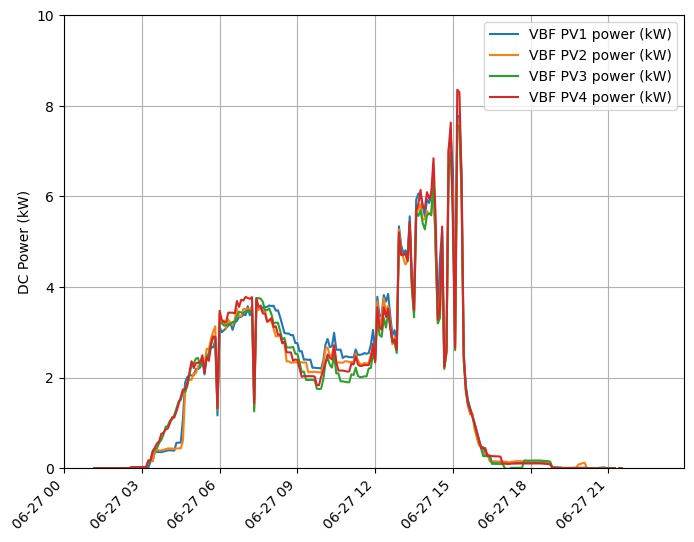 10
8
6
4
2
0
DC Power (kW)
VBF PV1 power (kW)
VBF PV2 power (kW)
VBF PV3 power (kW)
VBF PV4 power (kW)
06-27 00
06-27 03
06-27 06
06-27 09
06-27 12
06-27 15
06-27 18
06-27 21